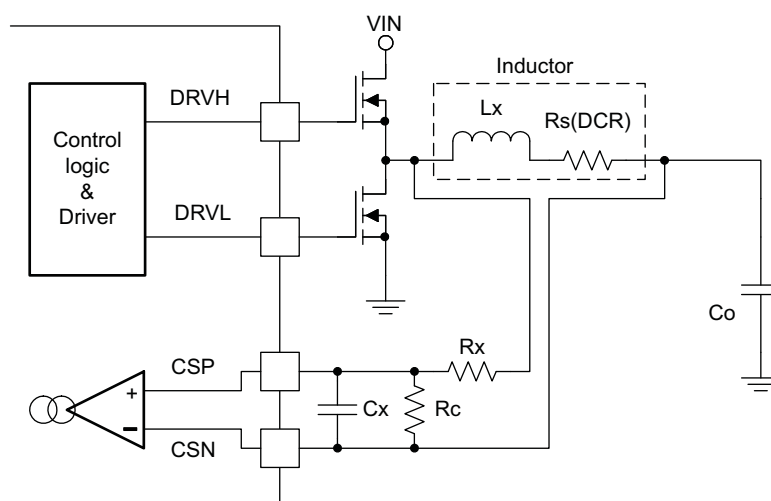 VIN
Inductor
DRVH
Lx
Rs(DCR)
Control
logic
&
Driver
DRVL
Co
Rx
CSP
+
Cx
Rc
-
CSN